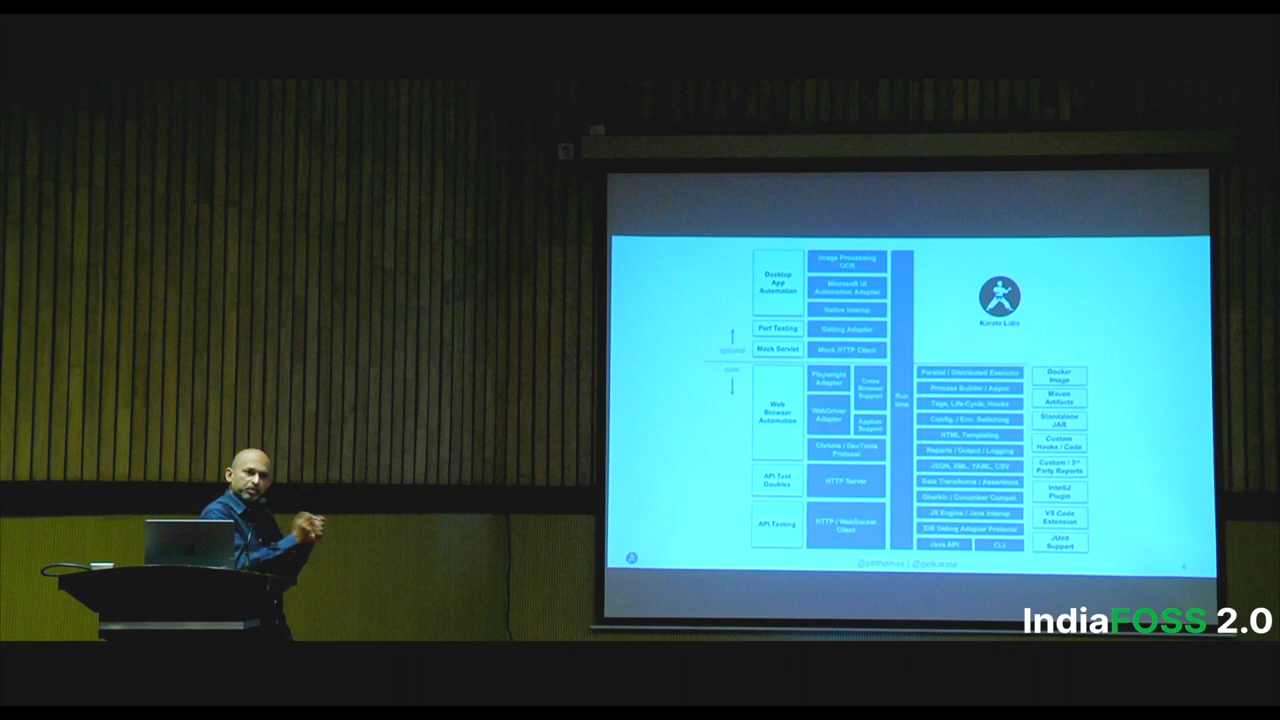 Desktop
App
Automation
Image Processing
OCR
Microsoft UI
Automation Adapter
Native Interop
Perf Testing
Gatling Adapter
Mock Servlet
Mock HTTP Client
optional
core
Web
Browser
Automation
Playwright
Adapter
Cross
Browser
Support
WebDriver
Adapter
Appium
Support
Chrome / DevTools
Protocol
API Test
Doubles
HTTP Server
API Testing
HTTP / WebSocket
Client
Run
time
Karate Labs
Parallel / Distributed Executor
Process Builder / Async
Tags, Life-Cycle, Hooks
Config. / Env. Switching
HTML Templating
Reports / Output / Logging
JSON, XML, YAML, CSV
Data Transforms / Assertions
Gherkin / Cucumber Compat.
JS Engine / Java Interop
IDE Debug Adapter Protocol
Java API
CLI
Docker
Image
Maven
Artifacts
Standalone
JAR
Custom
Hooks / Code
Custom / 3rd
Party Reports
IntelliJ
Plugin
VS Code
Extension
JUnit
Support
@ptrthomas | @getkarate
IndiaFOSS 2.0